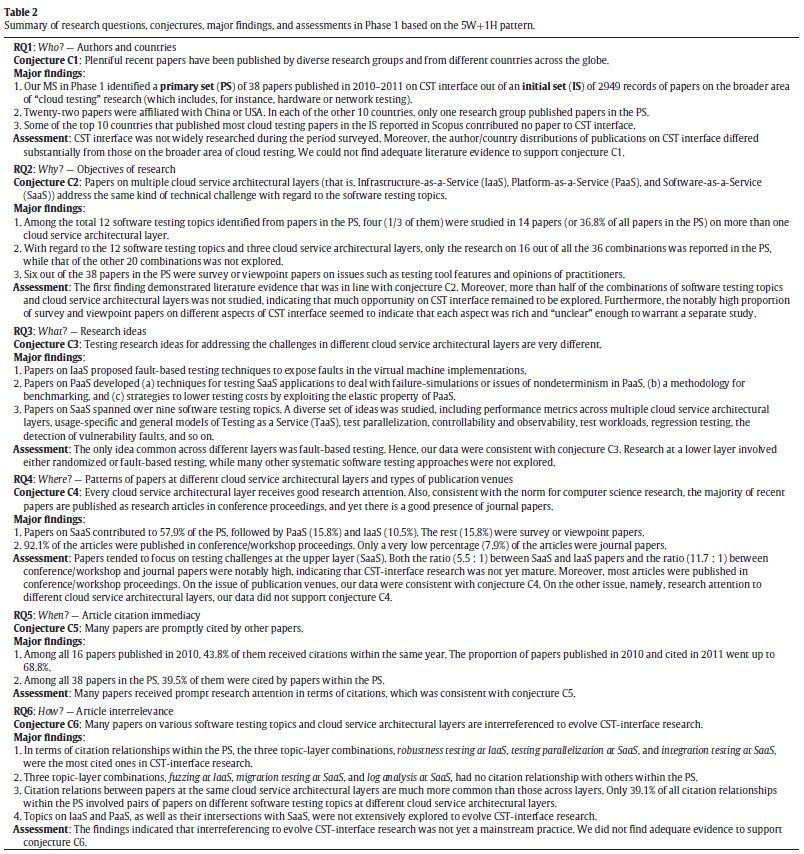 Table 2
Summary of research questions, conjectures, major findings, and assessments in Phase 1 based on the 5W+1H pattern.
RQ1: Who? – Authors and countries
Conjecture C1: Plentiful recent papers have been published by diverse research groups and from different countries across the globe.
Major findings:
1. Our MS in Phase 1 identified a primary set (PS) of 38 papers published in 2010–2011 on CST interface out of an initial set (IS) of 2949 records of papers on the broader area
of “cloud testing” research (which includes, for instance, hardware or network testing).
2. Twenty-two papers were affiliated with China or USA. In each of the other 10 countries, only one research group published papers in the PS.
3. Some of the top 10 countries that published most cloud testing papers in the IS reported in Scopus contributed no paper to CST interface.
Assessment: CST interface was not widely researched during the period surveyed. Moreover, the author/country distributions of publications on CST interface differed
substantially from those on the broader area of cloud testing. We could not find adequate literature evidence to support conjecture C1.
RQ2: Why? – Objectives of research
Conjecture C2: Papers on multiple cloud service architectural layers (that is, Infrastructure-as-a-Service (IaaS), Platform-as-a-Service (PaaS), and Software-as-a-Service
(SaaS)) address the same kind of technical challenge with regard to the software testing topics.
Major findings:
1. Among the total 12 software testing topics identified from papers in the PS, four (1/3 of them) were studied in 14 papers (or 36.8% of all papers in the PS) on more than one
cloud service architectural layer.
2. With regard to the 12 software testing topics and three cloud service architectural layers, only the research on 16 out of all the 36 combinations was reported in the PS,
while that of the other 20 combinations was not explored.
3. Six out of the 38 papers in the PS were survey or viewpoint papers on issues such as testing tool features and opinions of practitioners.
Assessment: The first finding demonstrated literature evidence that was in line with conjecture C2. Moreover, more than half of the combinations of software testing topics
and cloud service architectural layers was not studied, indicating that much opportunity on CST interface remained to be explored. Furthermore, the notably high proportion
of survey and viewpoint papers on different aspects of CST interface seemed to indicate that each aspect was rich and “unclear” enough to warrant a separate study.
RQ3: What? – Research ideas
Conjecture C3: Testing research ideas for addressing the challenges in different cloud service architectural layers are very different.
Major findings:
1. Papers on IaaS proposed fault-based testing techniques to expose faults in the virtual machine implementations.
2. Papers on PaaS developed (a) techniques for testing SaaS applications to deal with failure-simulations or issues of nondeterminism in PaaS, (b) a methodology for
benchmarking, and (c) strategies to lower testing costs by exploiting the elastic property of PaaS.
3. Papers on SaaS spanned over nine software testing topics. A diverse set of ideas was studied, including performance metrics across multiple cloud service architectural
layers, usage-specific and general models of Testing as a Service (TaaS), test parallelization, controllability and observability, test workloads, regression testing, the
detection of vulnerability faults, and so on.
Assessment: The only idea common across different layers was fault-based testing. Hence, our data were consistent with conjecture C3. Research at a lower layer involved
either randomized or fault-based testing, while many other systematic software testing approaches were not explored.
RQ4: Where? – Patterns of papers at different cloud service architectural layers and types of publication venues
Conjecture C4: Every cloud service architectural layer receives good research attention. Also, consistent with the norm for computer science research, the majority of recent
papers are published as research articles in conference proceedings, and yet there is a good presence of journal papers.
Major findings:
1. Papers on SaaS contributed to 57.9% of the PS, followed by PaaS (15.8%) and IaaS (10.5%). The rest (15.8%) were survey or viewpoint papers.
2. 92.1% of the articles were published in conference/workshop proceedings. Only a very low percentage (7.9%) of the articles were journal papers.
Assessment: Papers tended to focus on testing challenges at the upper layer (SaaS). Both the ratio (5.5 : 1) between SaaS and IaaS papers and the ratio (11.7 : 1) between
conference/workshop and journal papers were notably high, indicating that CST-interface research was not yet mature. Moreover, most articles were published in
conference/workshop proceedings. On the issue of publication venues, our data were consistent with conjecture C4. On the other issue, namely, research attention to
different cloud service architectural layers, our data did not support conjecture C4.
RQ5: When? – Article citation immediacy
Conjecture C5: Many papers are promptly cited by other papers.
Major findings:
1. Among all 16 papers published in 2010, 43.8% of them received citations within the same year. The proportion of papers published in 2010 and cited in 2011 went up to
68.8%.
2. Among all 38 papers in the PS, 39.5% of them were cited by papers within the PS.
Assessment: Many papers received prompt research attention in terms of citations, which was consistent with conjecture C5.
RQ6: How? – Article interrelevance
Conjecture C6: Many papers on various software testing topics and cloud service architectural layers are interreferenced to evolve CST-interface research.
Major findings:
1. In terms of citation relationships within the PS, the three topic-layer combinations, robustness testing at IaaS, testing parallelization at SaaS, and integration testing at SaaS,
were the most cited ones in CST-interface research.
2. Three topic-layer combinations, fuzzing at IaaS, migration testing at SaaS, and log analysis at SaaS, had no citation relationship with others within the PS.
3. Citation relations between papers at the same cloud service architectural layers are much more common than those across layers. Only 39.1% of all citation relationships
within the PS involved pairs of papers on different software testing topics at different cloud service architectural layers.
4. Topics on IaaS and PaaS, as well as their intersections with SaaS, were not extensively explored to evolve CST-interface research.
Assessment: The findings indicated that interreferencing to evolve CST-interface research was not yet a mainstream practice. We did not find adequate evidence to support
conjecture C6.